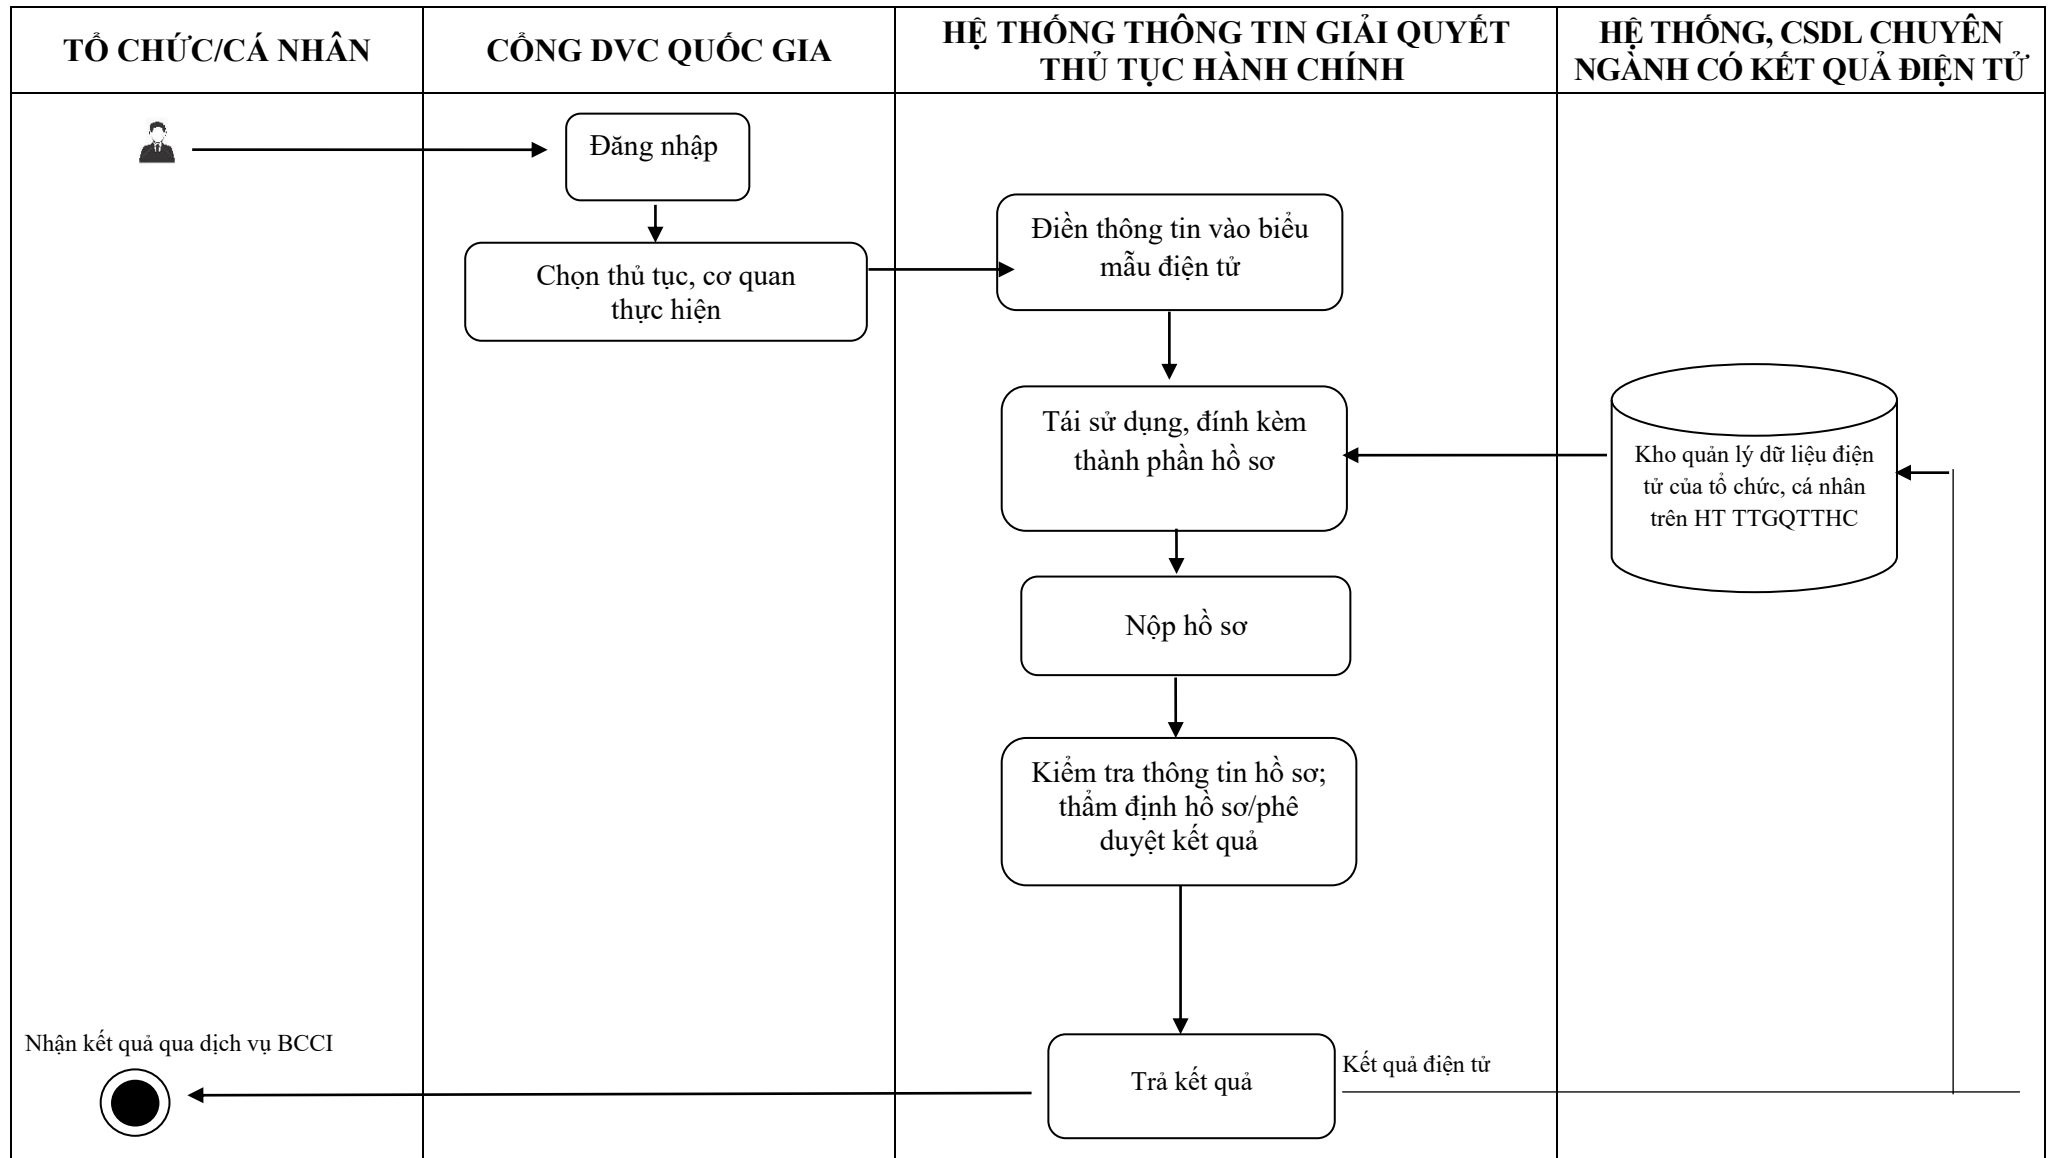 TỔ CHỨC/CÁ NHÂN
CỔNG DVC QUỐC GIA
HỆ THỐNG THÔNG TIN GIẢI QUYẾT
THỦ TỤC HÀNH CHÍNH
HỆ THỐNG, CSDL CHUYÊN
NGÀNH CÓ KẾT QUẢ ĐIỆN TỬ
Đăng nhập
Chọn thủ tục, cơ quan
thực hiện
Điền thông tin vào biểu
mẫu điện tử
Tái sử dụng, đính kèm
thành phần hồ sơ
Kho quản lý dữ liệu điện
tử của tổ chức, cá nhân
trên HT TTGQTTHC
Nộp hồ sơ
Kiểm tra thông tin hồ sơ;
thẩm định hồ sơ/phê
duyệt kết quả
Nhận kết quả qua dịch vụ BCCI
Trả kết quả
Kết quả điện tử